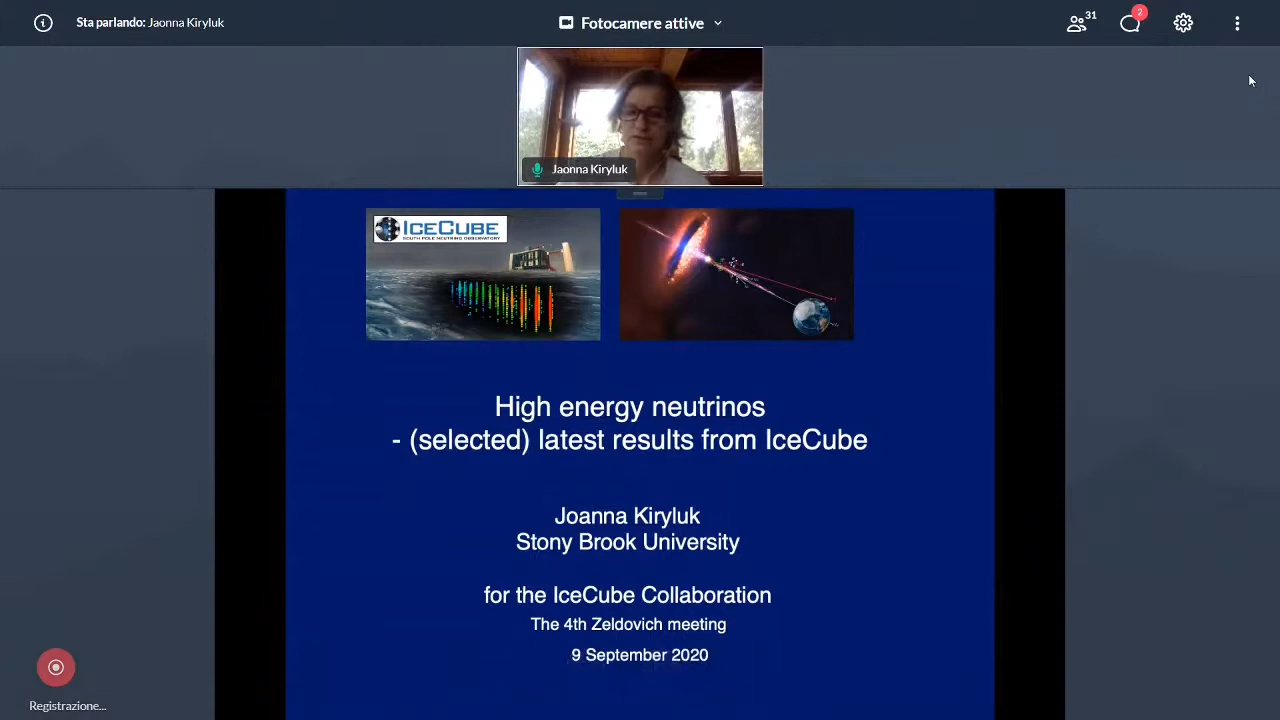 Sta parlando: Jaonna Kiryluk
Fotocamere attive
31
2
Jaonna Kiryluk
ICECUBE
SOUTH POLE NEUTRINO OBSERVATORY
High energy neutrinos
- (selected) latest results from IceCube
Joanna Kiryluk
Stony Brook University
for the IceCube Collaboration
The 4th Zeldovich meeting
9 September 2020
Registrazione...